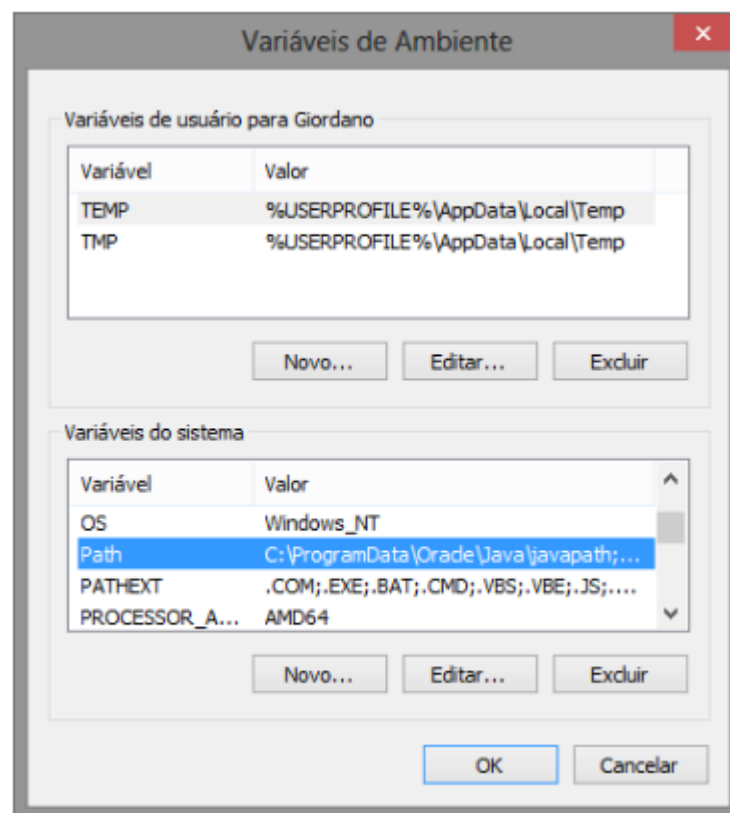 Variáveis de Ambiente
Variáveis de usuário para Giordano
Variável Valor
TEMP %USERPROFILE%\AppData\Local\Temp
TMP %USERPROFILE%\AppData\Local\Temp
Novo... Editar... Excluir
Variáveis do sistema
Variável Valor
OS Windows_NT
Path C:\ProgramData\Oracle\Java\javapath;...
PATHEXT .COM;.EXE;.BAT;.CMD;.VBS;.VBE;.JS;....
PROCESSOR_A... AMD64
Novo... Editar... Excluir
OK Cancelar